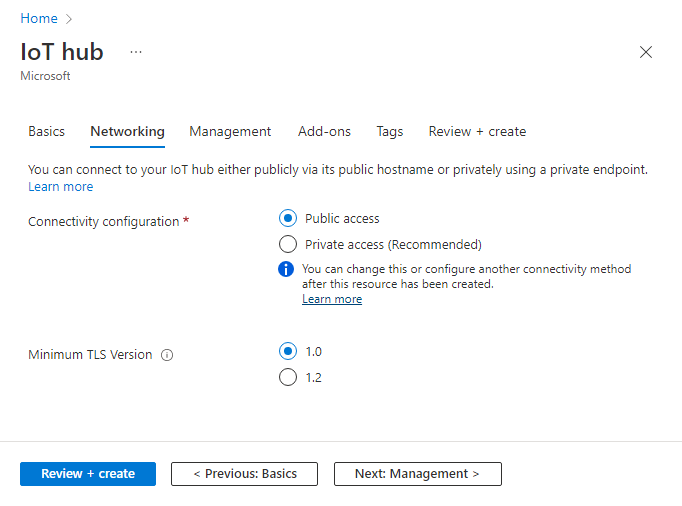 Home >
IoT hub ...
Microsoft
Basics Networking Management Add-ons Tags Review + create
You can connect to your IoT hub either publicly via its public hostname or privately using a private endpoint.
Learn more
Connectivity configuration *
Public access
Private access (Recommended)
You can change this or configure another connectivity method
after this resource has been created.
Learn more
Minimum TLS Version
1.0
1.2
Review + create
< Previous: Basics
Next: Management >